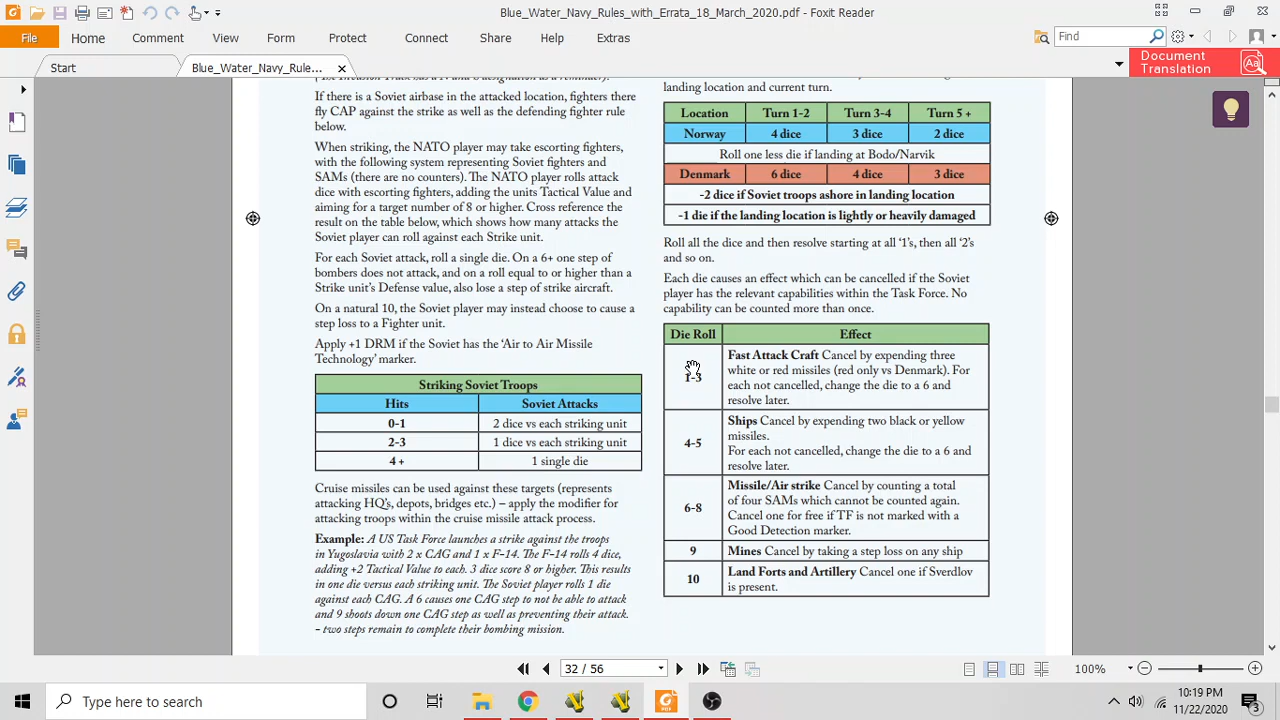 Blue_Water_Navy_Rules_with_Errata_18_March_2020.pdf - Foxit Reader
File Home Comment View Form Protect Connect Share Help Extras Find
Start Blue_Water_Navy_Rule...
Document
Translation
If there is a Soviet airbase in the attacked location, fighters there
fly CAP against the strike as well as the defending fighter rule
below.
When striking, the NATO player may take escorting fighters,
with the following system representing Soviet fighters and
SAMs (there are no counters). The NATO player rolls attack
dice with escorting fighters, adding the units Tactical Value and
aiming for a target number of 8 or higher. Cross reference the
result on the table below, which shows how many attacks the
Soviet player can roll against each Strike unit.
For each Soviet attack, roll a single die. On a 6+ one step of
bombers does not attack, and on a roll equal to or higher than a
Strike unit's Defense value, also lose a step of strike aircraft.
On a natural 10, the Soviet player may instead choose to cause a
step loss to a Fighter unit.
Apply +1 DRM if the Soviet has the 'Air to Air Missile
Technology' marker.
Striking Soviet Troops
Hits Soviet Attacks
0-1 2 dice vs each striking unit
2-3 1 dice vs each striking unit
4 + 1 single die
Cruise missiles can be used against these targets (represents
attacking HQ's, depots, bridges etc.) – apply the modifier for
attacking troops within the cruise missile attack process.
Example: A US Task Force launches a strike against the troops
in Yugoslavia with 2 x CAG and 1 x F-14. The F-14 rolls 4 dice,
adding +2 Tactical Value to each. 3 dice score 8 or higher. This results
in one die versus each striking unit. The Soviet player rolls 1 die
against each CAG. A 6 causes one CAG step to not be able to attack
and 9 shoots down one CAG step as well as preventing their attack.
- two steps remain to complete their bombing mission.
landing location and current turn.
Location Turn 1-2 Turn 3-4 Turn 5 +
Norway 4 dice 3 dice 2 dice
Roll one less die if landing at Bodo/Narvik
Denmark 6 dice 4 dice 3 dice
-2 dice if Soviet troops ashore in landing location
-1 die if the landing location is lightly or heavily damaged
Roll all the dice and then resolve starting at all '1's, then all '2's
and so on.
Each die causes an effect which can be cancelled if the Soviet
player has the relevant capabilities within the Task Force. No
capability can be counted more than once.
Die Roll Effect
1-3 Fast Attack Craft Cancel by expending three
white or red missiles (red only vs Denmark). For
each not cancelled, change the die to a 6 and
resolve later.
4-5 Ships Cancel by expending two black or yellow
missiles.
For each not cancelled, change the die to a 6 and
resolve later.
6-8 Missile/Air strike Cancel by counting a total
of four SAMs which cannot be counted again.
Cancel one for free if TF is not marked with a
Good Detection marker.
9 Mines Cancel by taking a step loss on any ship
10 Land Forts and Artillery Cancel one if Sverdlov
is present.
32 / 56 100%
Type here to search
10:19 PM
11/22/2020
3